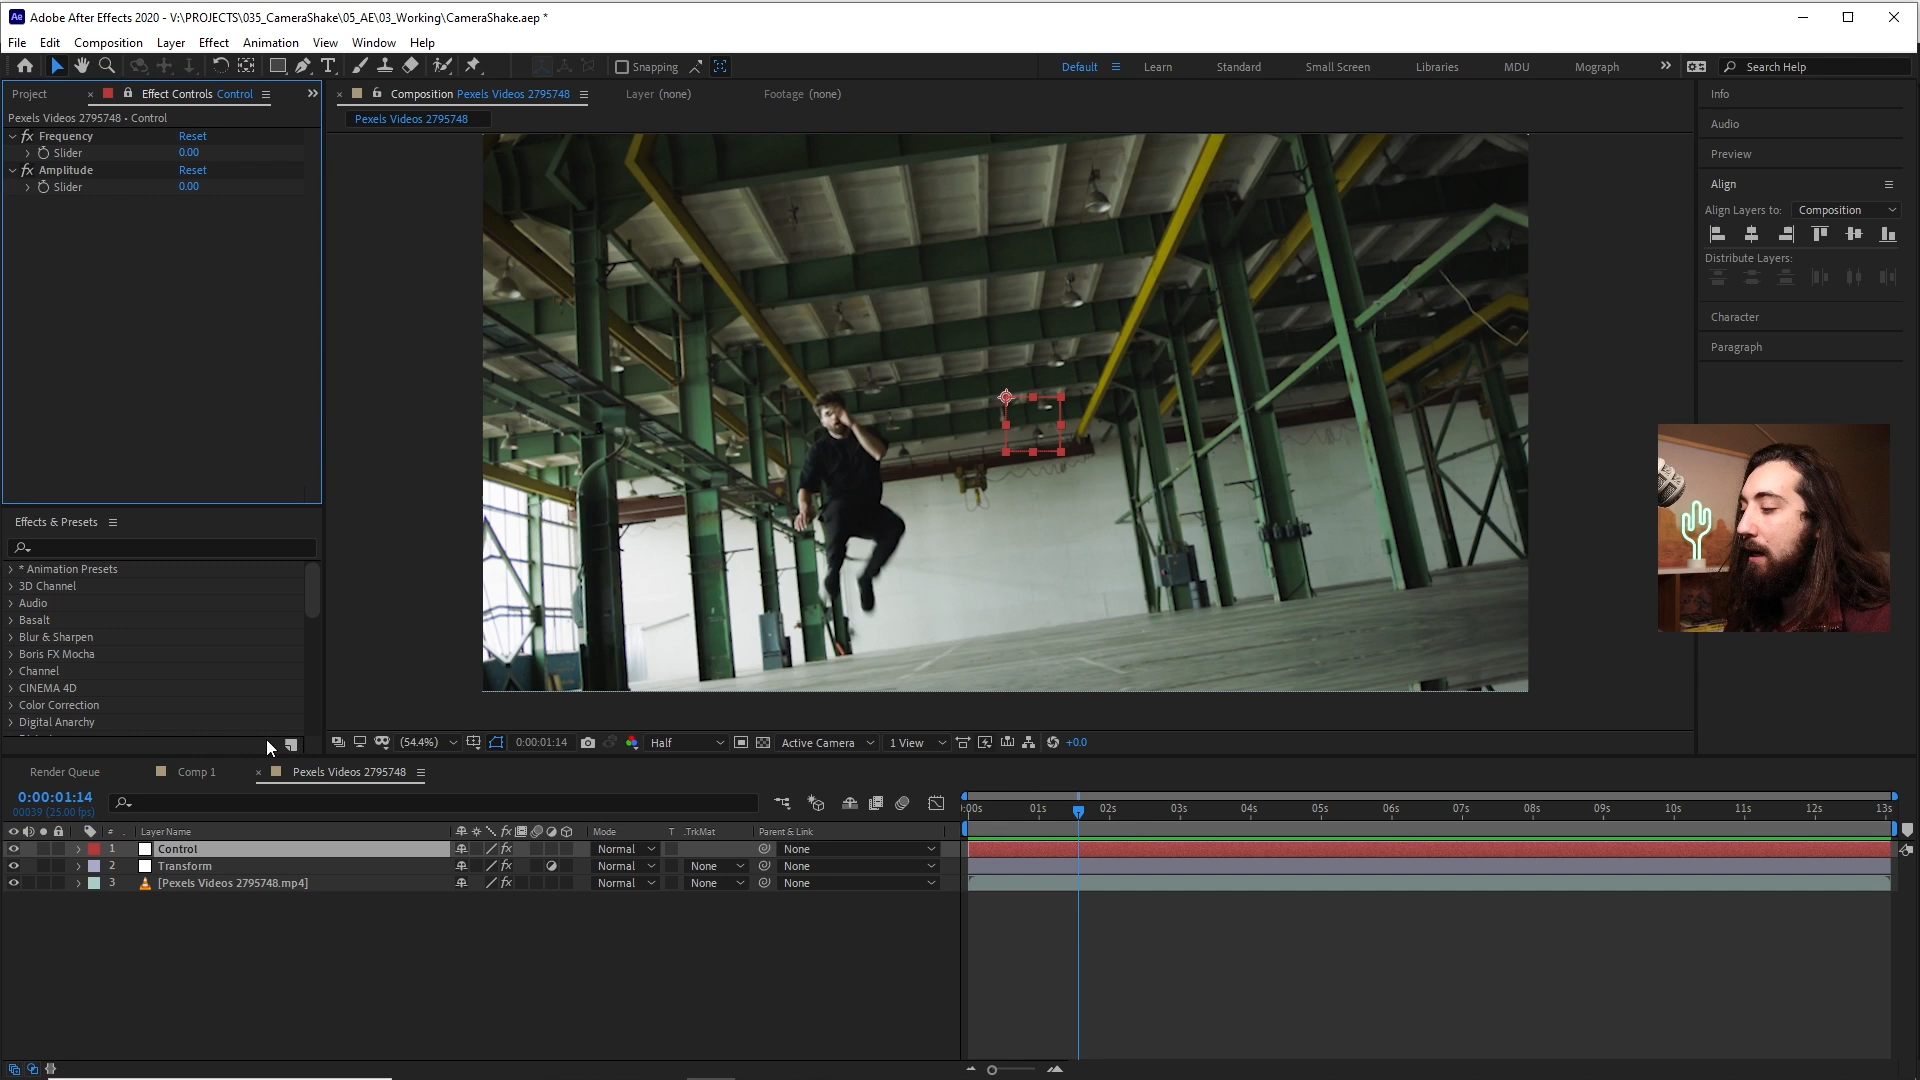 Adobe After Effects 2020 - V:\PROJECTS\035_CameraShake\05_AE\03_Working\CameraShake.aep *
File Edit Composition Layer Effect Animation View Window Help
Snapping
Default Learn Standard Small Screen Libraries MDU Mograph Search Help
Project Effect Controls Control
Composition Pexels Videos 2795748 Layer (none) Footage (none)
Pexels Videos 2795748 • Control
Pexels Videos 2795748
fx Frequency Reset
Slider 0.00
fx Amplitude Reset
Slider 0.00
Info
Audio
Preview
Align
Align Layers to: Composition
Distribute Layers:
Character
Paragraph
Effects & Presets
* Animation Presets
3D Channel
Audio
Basalt
Blur & Sharpen
Boris FX Mocha
Channel
CINEMA 4D
Color Correction
Digital Anarchy
(54.4%) 0:00:01:14 Half Active Camera 1 View +0.0
Render Queue Comp 1 Pexels Videos 2795748
0:00:01:14
00039 (25.00 fps)
:00s 01s 02s 03s 04s 05s 06s 07s 08s 09s 10s 11s 12s 13s
# Layer Name fx Mode T .TrkMat Parent & Link
1 Control fx Normal None
2 Transform fx Normal None None
3 [Pexels Videos 2795748.mp4] fx Normal None None